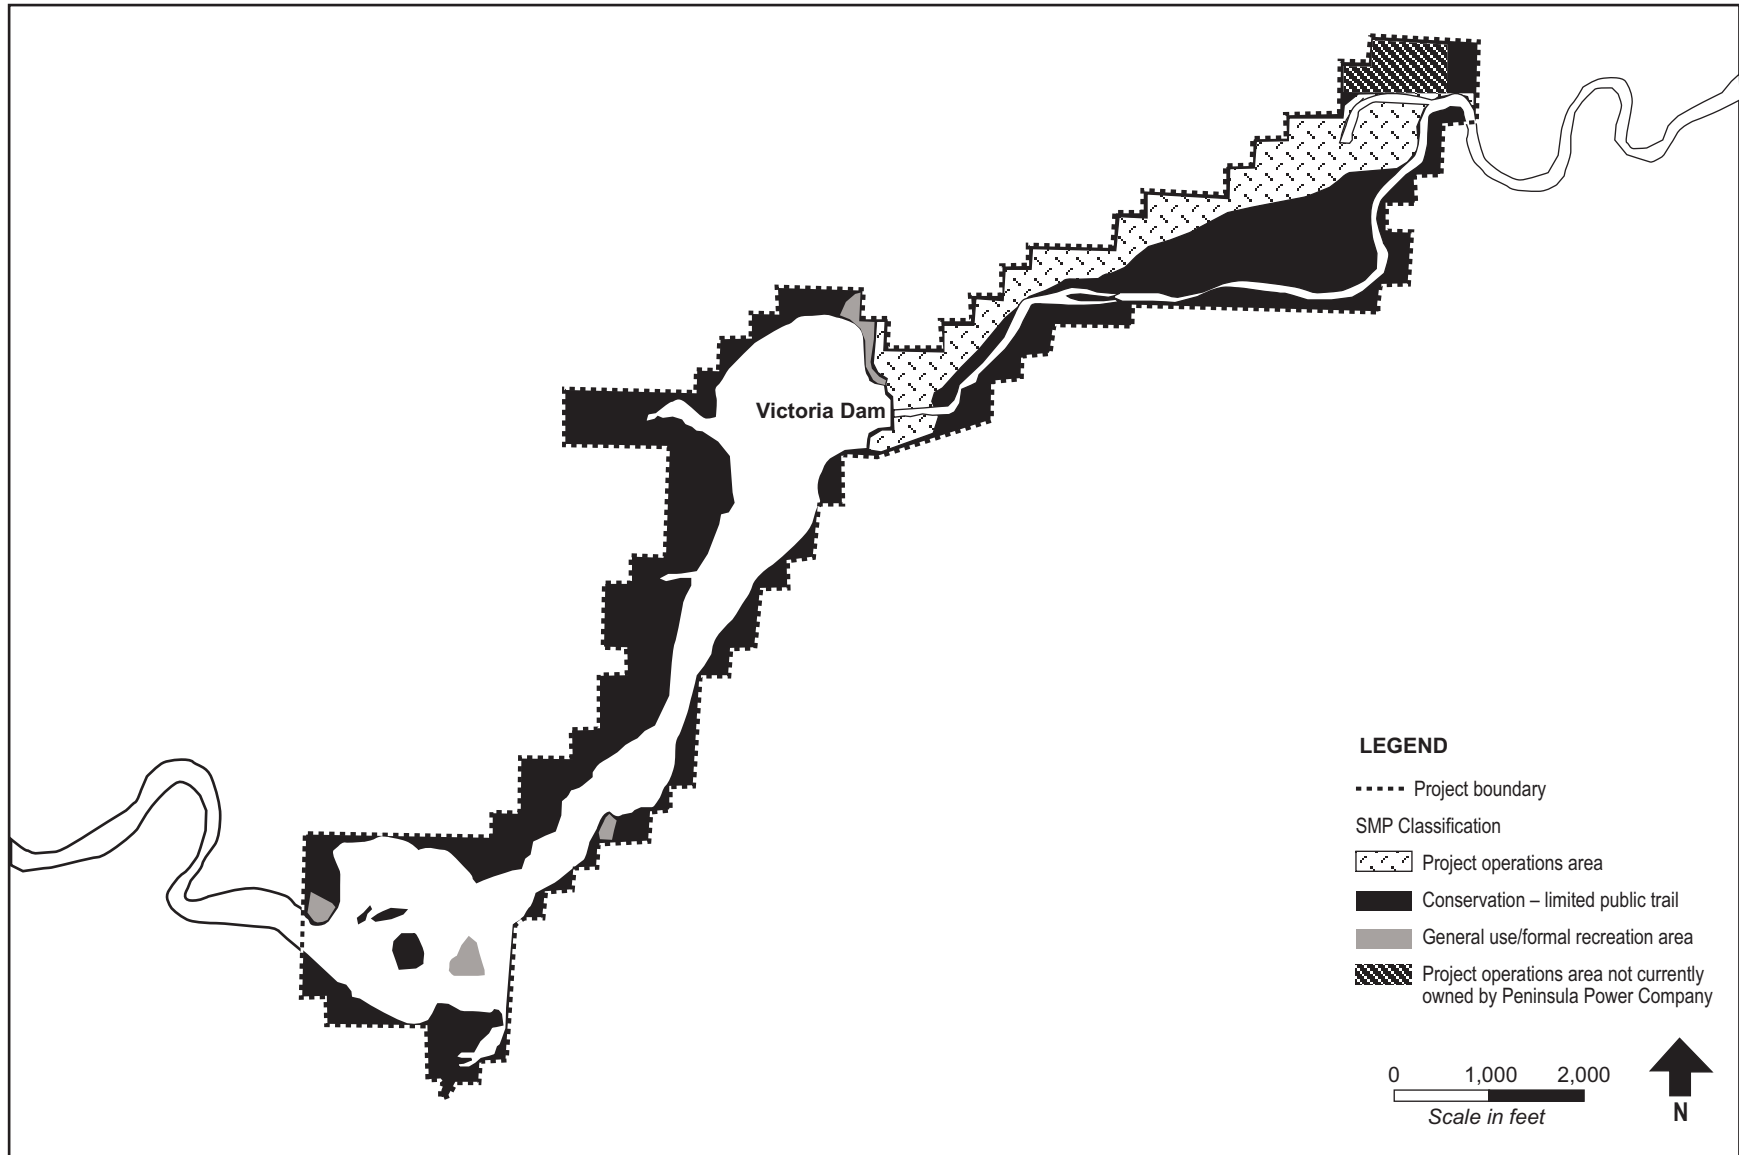 Victoria Dam
LEGEND
Project boundary
SMP Classification
Project operations area
Conservation – limited public trail
General use/formal recreation area
Project operations area not currently
owned by Peninsula Power Company
0 1,000 2,000
Scale in feet
N